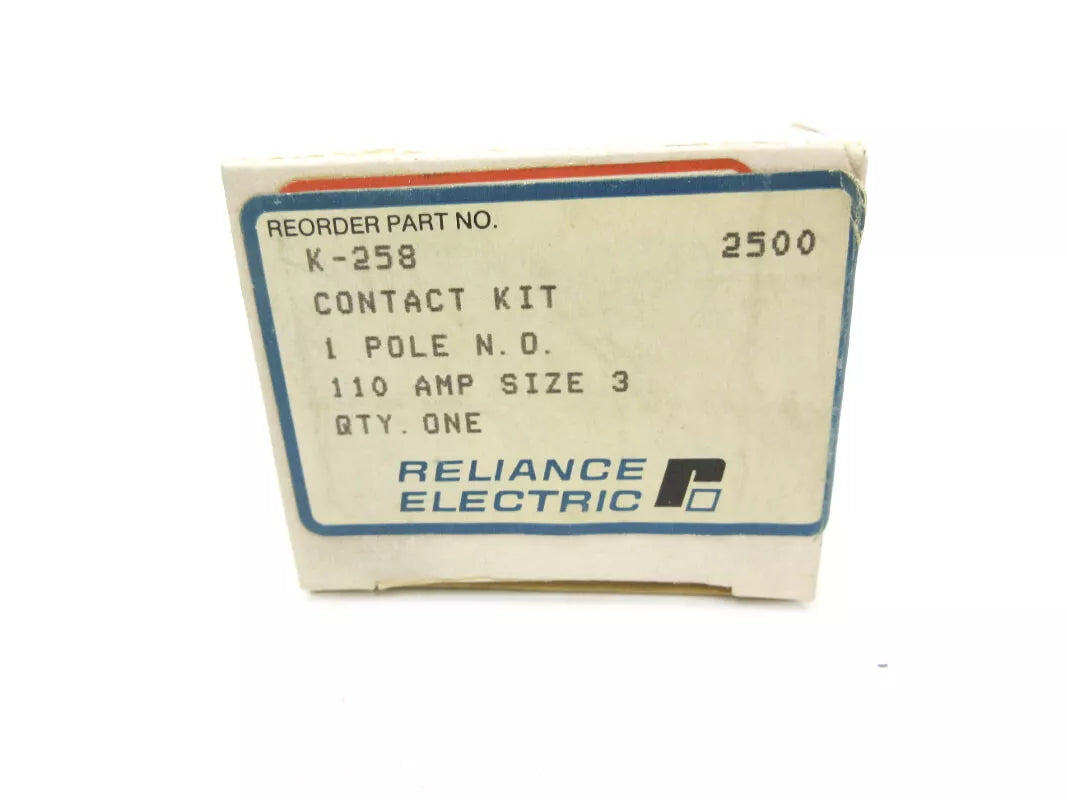 REORDER PART NO.
K-258 2500
CONTACT KIT
1 POLE N.O.
110 AMP SIZE 3
QTY. ONE
RELIANCE
ELECTRIC